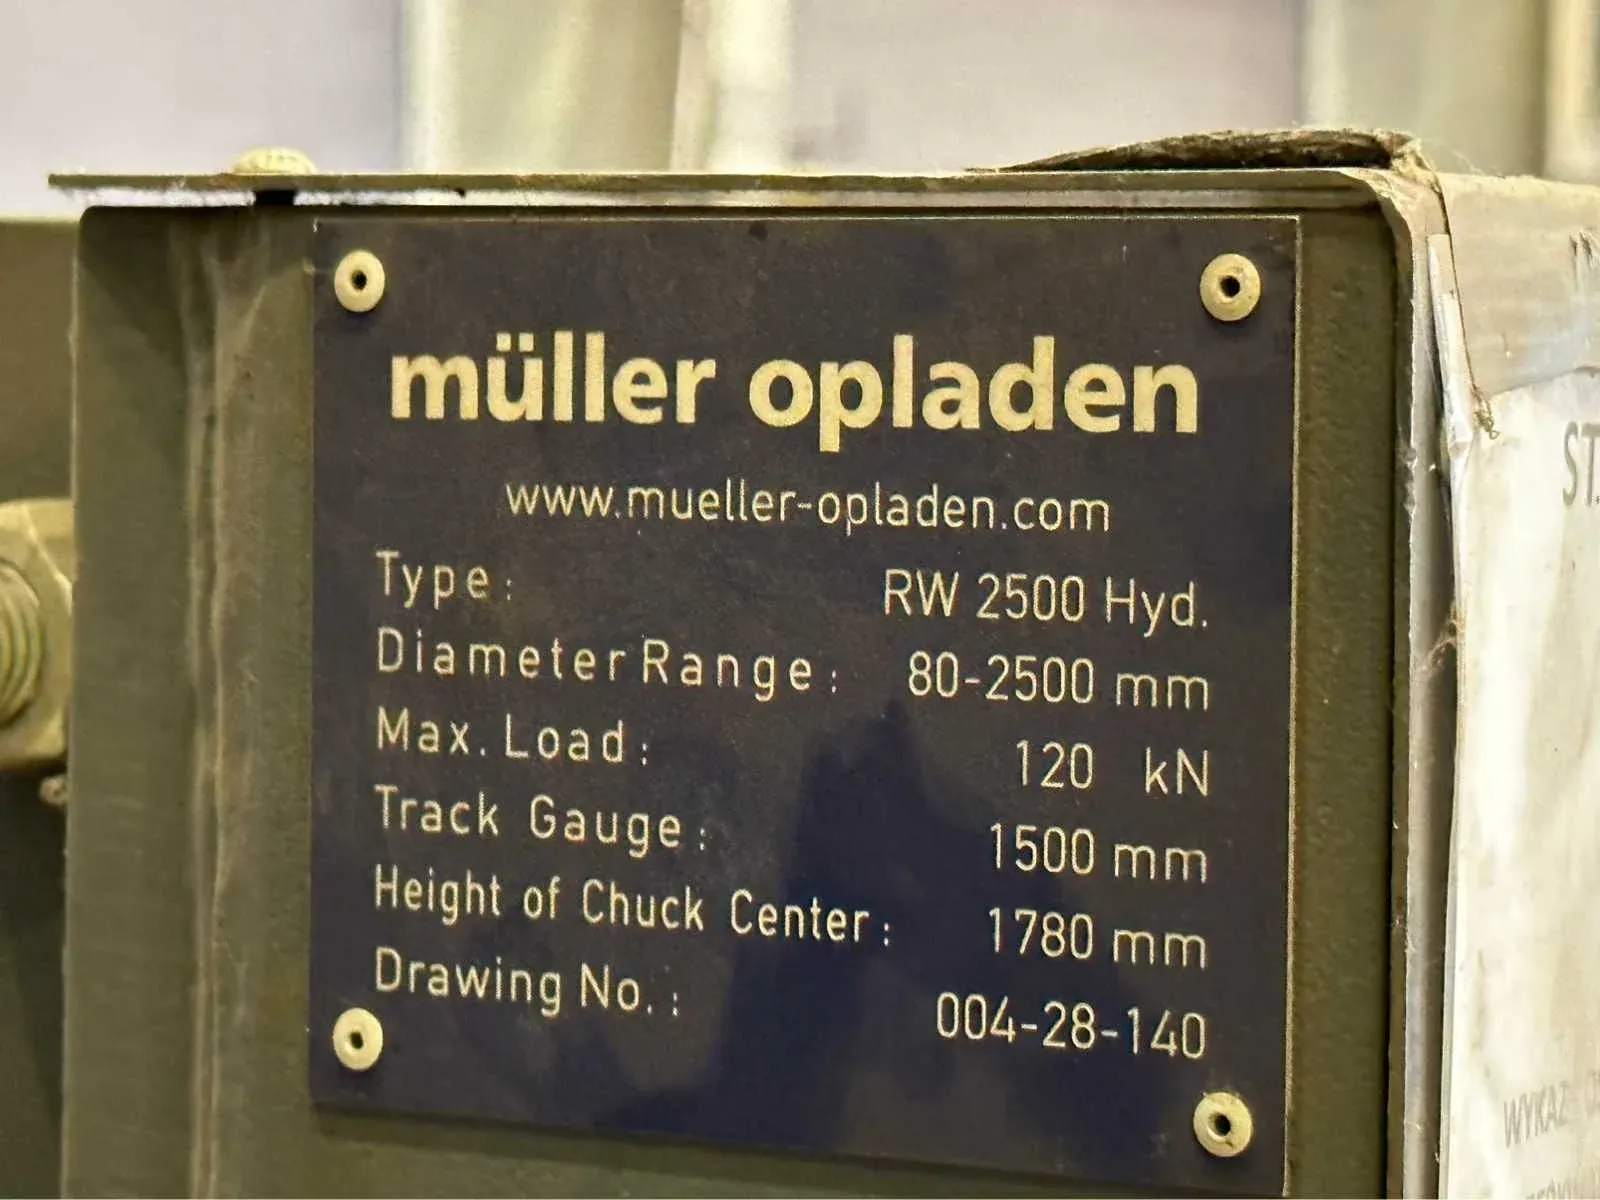 müller opladen
www.mueller-opladen.com
Type: RW 2500 Hyd.
Diameter Range: 80-2500 mm
Max. Load: 120 kN
Track Gauge: 1500 mm
Height of Chuck Center: 1780 mm
Drawing No.: 004-28-140
WYKAZ